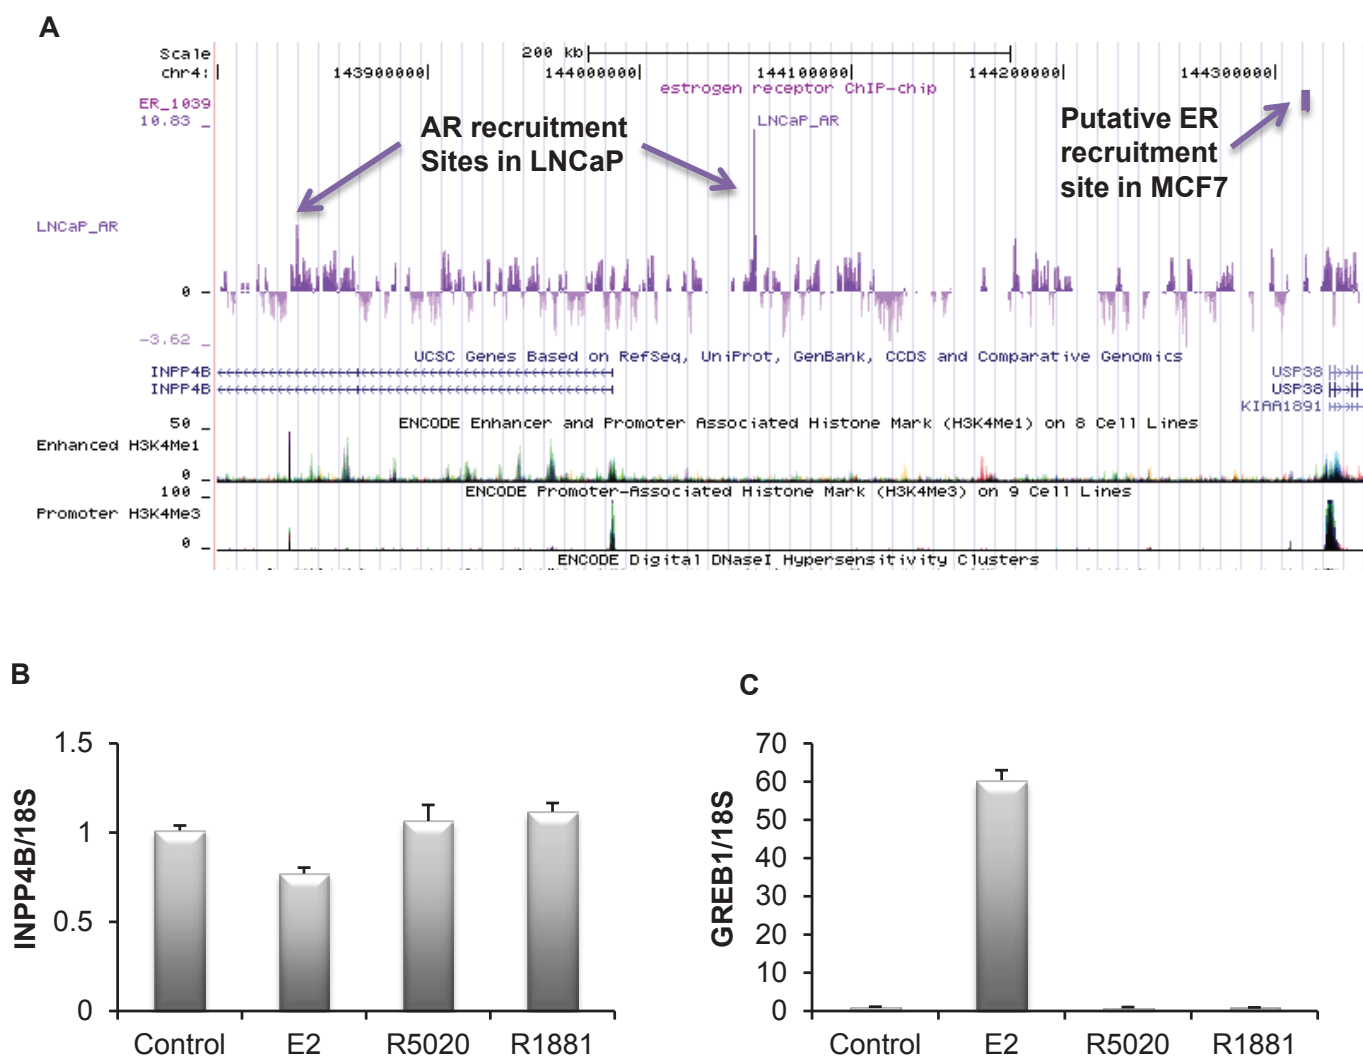 A
Scale
200 kb
chr4:
143900000
144000000
144100000
144200000
144300000
estrogen receptor ChIP-chip
ER_1039
10.83 _
LNCaP_AR
AR recruitment
Sites in LNCaP
Putative ER
recruitment
site in MCF7
LNCaP_AR
0 _
-3.62 _
UCSC Genes Based on RefSeq, UniProt, GenBank, CCDS and Comparative Genomics
INPP4B
USP38
INPP4B
USP38
KIAA1891
50 _
ENCODE Enhancer and Promoter Associated Histone Mark (H3K4Me1) on 8 Cell Lines
Enhanced H3K4Me1
0 _
100 _
ENCODE Promoter-Associated Histone Mark (H3K4Me3) on 9 Cell Lines
Promoter H3K4Me3
0 _
ENCODE Digital DNaseI Hypersensitivity Clusters
B
INPP4B/18S
1.5
1
0.5
0
Control E2 R5020 R1881
C
GREB1/18S
70
60
50
40
30
20
10
0
Control E2 R5020 R1881